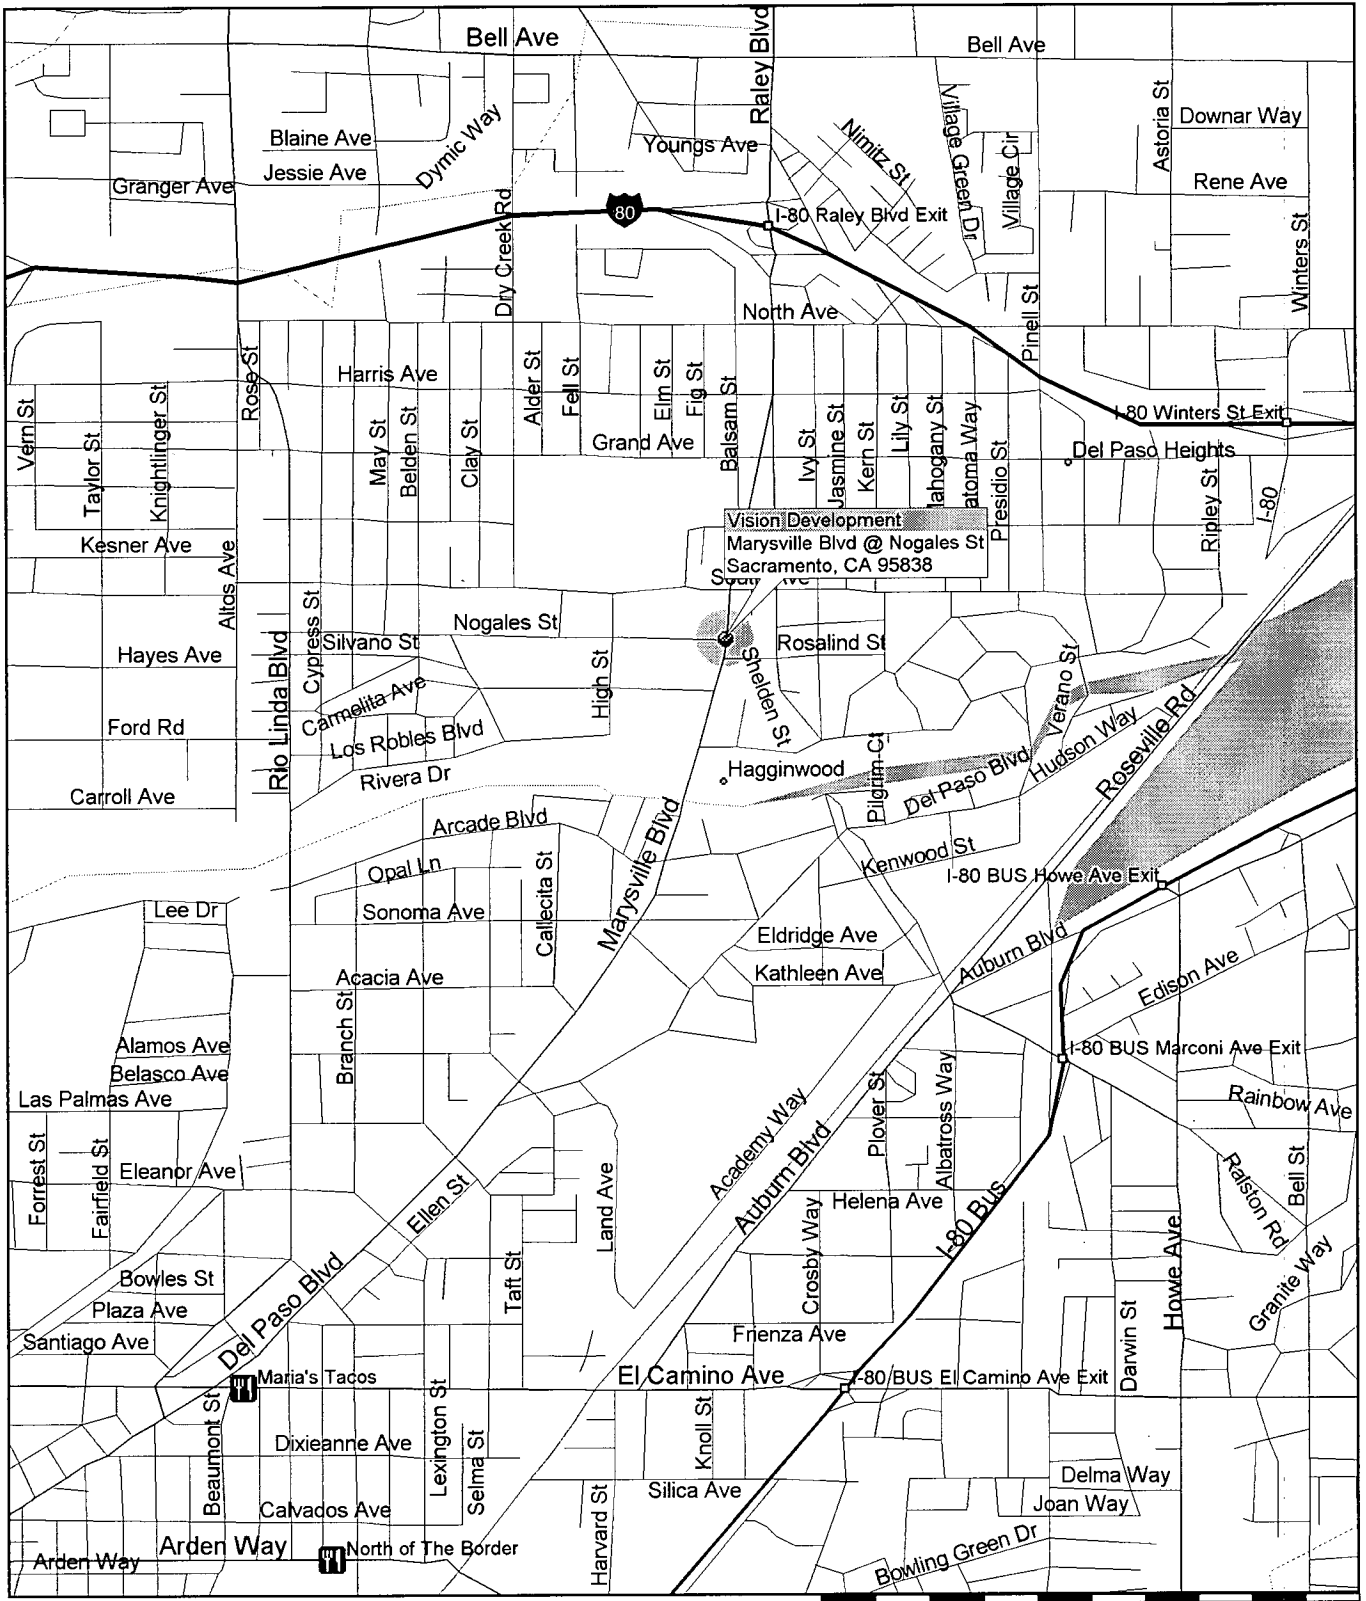 Bell Ave
Raley Blvd
Bell Ave
Blaine Ave
Jessie Ave
Granger Ave
Dymic Way
Dry Creek Rd
Youngs Ave
Nimitz St
Village Green Dr
Village Cir
Astoria St
Downar Way
Rene Ave
Winters St
80
I-80 Raley Blvd Exit
North Ave
Pinell St
Rose St
Harris Ave
Alder St
Fell St
Elm St
Fig St
Balsam St
Grand Ave
Ivy St
Jasmine St
Kern St
Lily St
Mahogany St
atoma Way
Presidio St
I-80 Winters St Exit
Del Paso Heights
Ripley St
I-80
Vern St
Taylor St
Knightlinger St
May St
Belden St
Clay St
Kesner Ave
Altos Ave
Vision Development
Marysville Blvd @ Nogales St
Sacramento, CA 95838
South Ave
Nogales St
Silvano St
Cypress St
Rio Linda Blvd
Hayes Ave
Carmelita Ave
High St
Rosalind St
Shelden St
Verano St
Ford Rd
Los Robles Blvd
Rivera Dr
Carroll Ave
Hagginwood
Pilgrim Ct
Del Paso Blvd
Hudson Way
Roseville Rd
Arcade Blvd
Marysville Blvd
Opal Ln
Callecita St
Kenwood St
I-80 BUS Howe Ave Exit
Lee Dr
Sonoma Ave
Eldridge Ave
Auburn Blvd
Kathleen Ave
Acacia Ave
Edison Ave
Branch St
Alamos Ave
Belasco Ave
Las Palmas Ave
I-80 BUS Marconi Ave Exit
Rainbow Ave
Academy Way
Auburn Blvd
Plover St
Albatross Way
Forrest St
Fairfield St
Eleanor Ave
Ellen St
Land Ave
Helena Ave
Crosby Way
I-80 Bus
Ralston Rd
Bell St
Howe Ave
Granite Way
Bowles St
Plaza Ave
Santiago Ave
Del Paso Blvd
Taft St
Frienza Ave
Darwin St
Maria's Tacos
El Camino Ave
I-80 BUS El Camino Ave Exit
Beaumont St
Dixieanne Ave
Lexington St
Selma St
Knoll St
Calvados Ave
Harvard St
Silica Ave
Delma Way
Joan Way
Arden Way
Arden Way
North of The Border
Bowling Green Dr